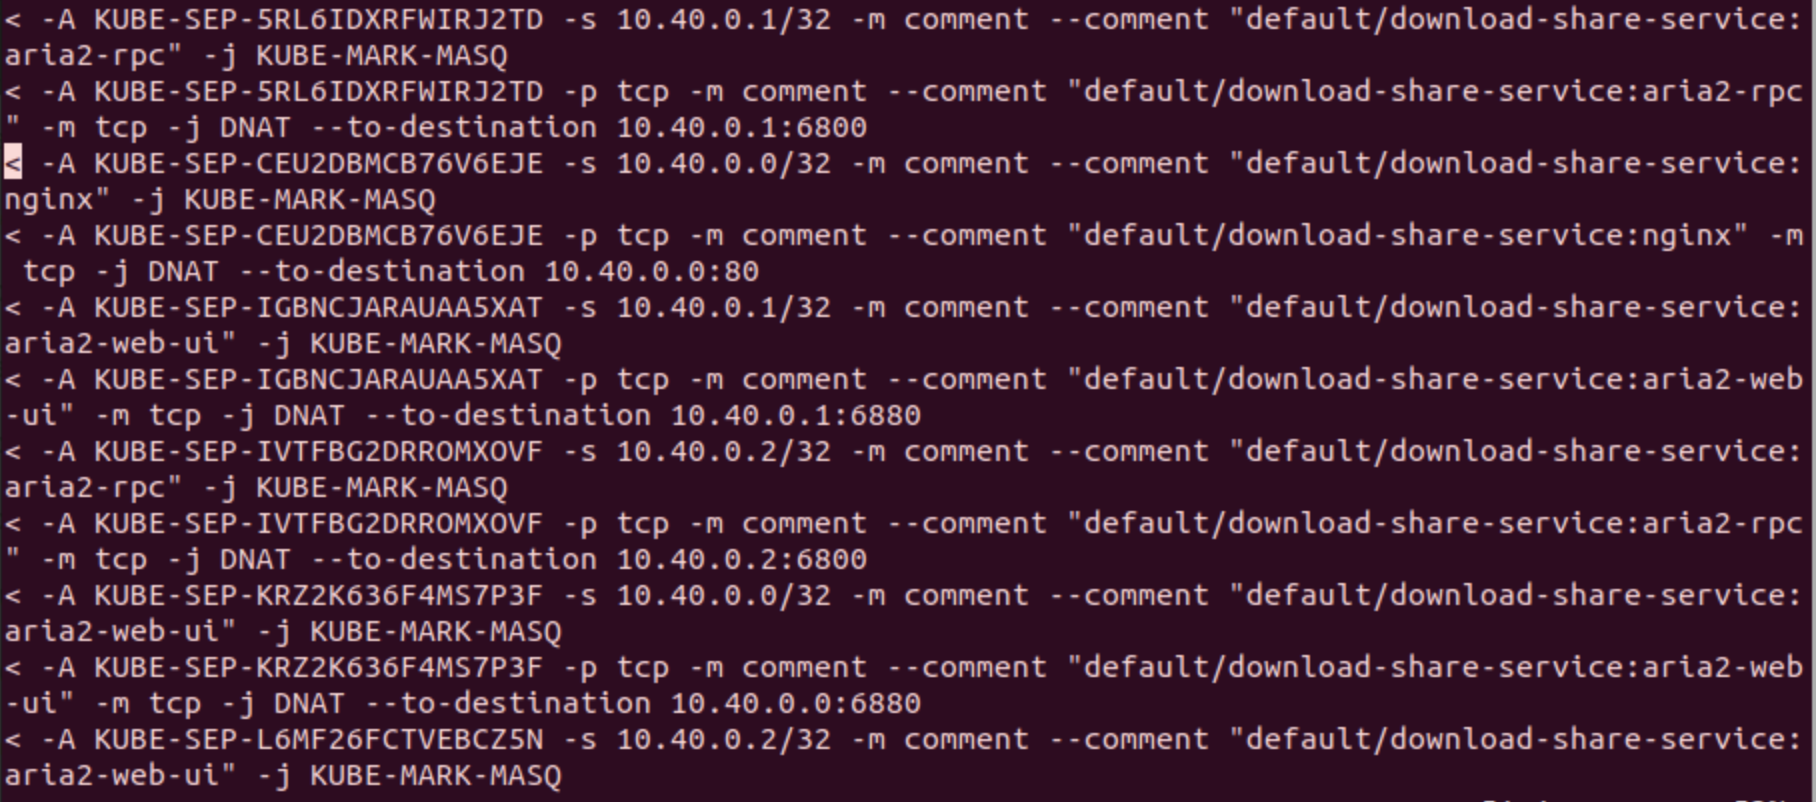 < -A KUBE-SEP-5RL6IDXRFWIRJ2TD -s 10.40.0.1/32 -m comment --comment "default/download-share-service:
aria2-rpc" -j KUBE-MARK-MASQ
< -A KUBE-SEP-5RL6IDXRFWIRJ2TD -p tcp -m comment --comment "default/download-share-service:aria2-rpc
" -m tcp -j DNAT --to-destination 10.40.0.1:6800
< -A KUBE-SEP-CEU2DBMCB76V6EJE -s 10.40.0.0/32 -m comment --comment "default/download-share-service:
nginx" -j KUBE-MARK-MASQ
< -A KUBE-SEP-CEU2DBMCB76V6EJE -p tcp -m comment --comment "default/download-share-service:nginx" -m
 tcp -j DNAT --to-destination 10.40.0.0:80
< -A KUBE-SEP-IGBNCJARAUAA5XAT -s 10.40.0.1/32 -m comment --comment "default/download-share-service:
aria2-web-ui" -j KUBE-MARK-MASQ
< -A KUBE-SEP-IGBNCJARAUAA5XAT -p tcp -m comment --comment "default/download-share-service:aria2-web
-ui" -m tcp -j DNAT --to-destination 10.40.0.1:6880
< -A KUBE-SEP-IVTFBG2DRROMXOVF -s 10.40.0.2/32 -m comment --comment "default/download-share-service:
aria2-rpc" -j KUBE-MARK-MASQ
< -A KUBE-SEP-IVTFBG2DRROMXOVF -p tcp -m comment --comment "default/download-share-service:aria2-rpc
" -m tcp -j DNAT --to-destination 10.40.0.2:6800
< -A KUBE-SEP-KRZ2K636F4MS7P3F -s 10.40.0.0/32 -m comment --comment "default/download-share-service:
aria2-web-ui" -j KUBE-MARK-MASQ
< -A KUBE-SEP-KRZ2K636F4MS7P3F -p tcp -m comment --comment "default/download-share-service:aria2-web
-ui" -m tcp -j DNAT --to-destination 10.40.0.0:6880
< -A KUBE-SEP-L6MF26FCTVEBCZ5N -s 10.40.0.2/32 -m comment --comment "default/download-share-service:
aria2-web-ui" -j KUBE-MARK-MASQ